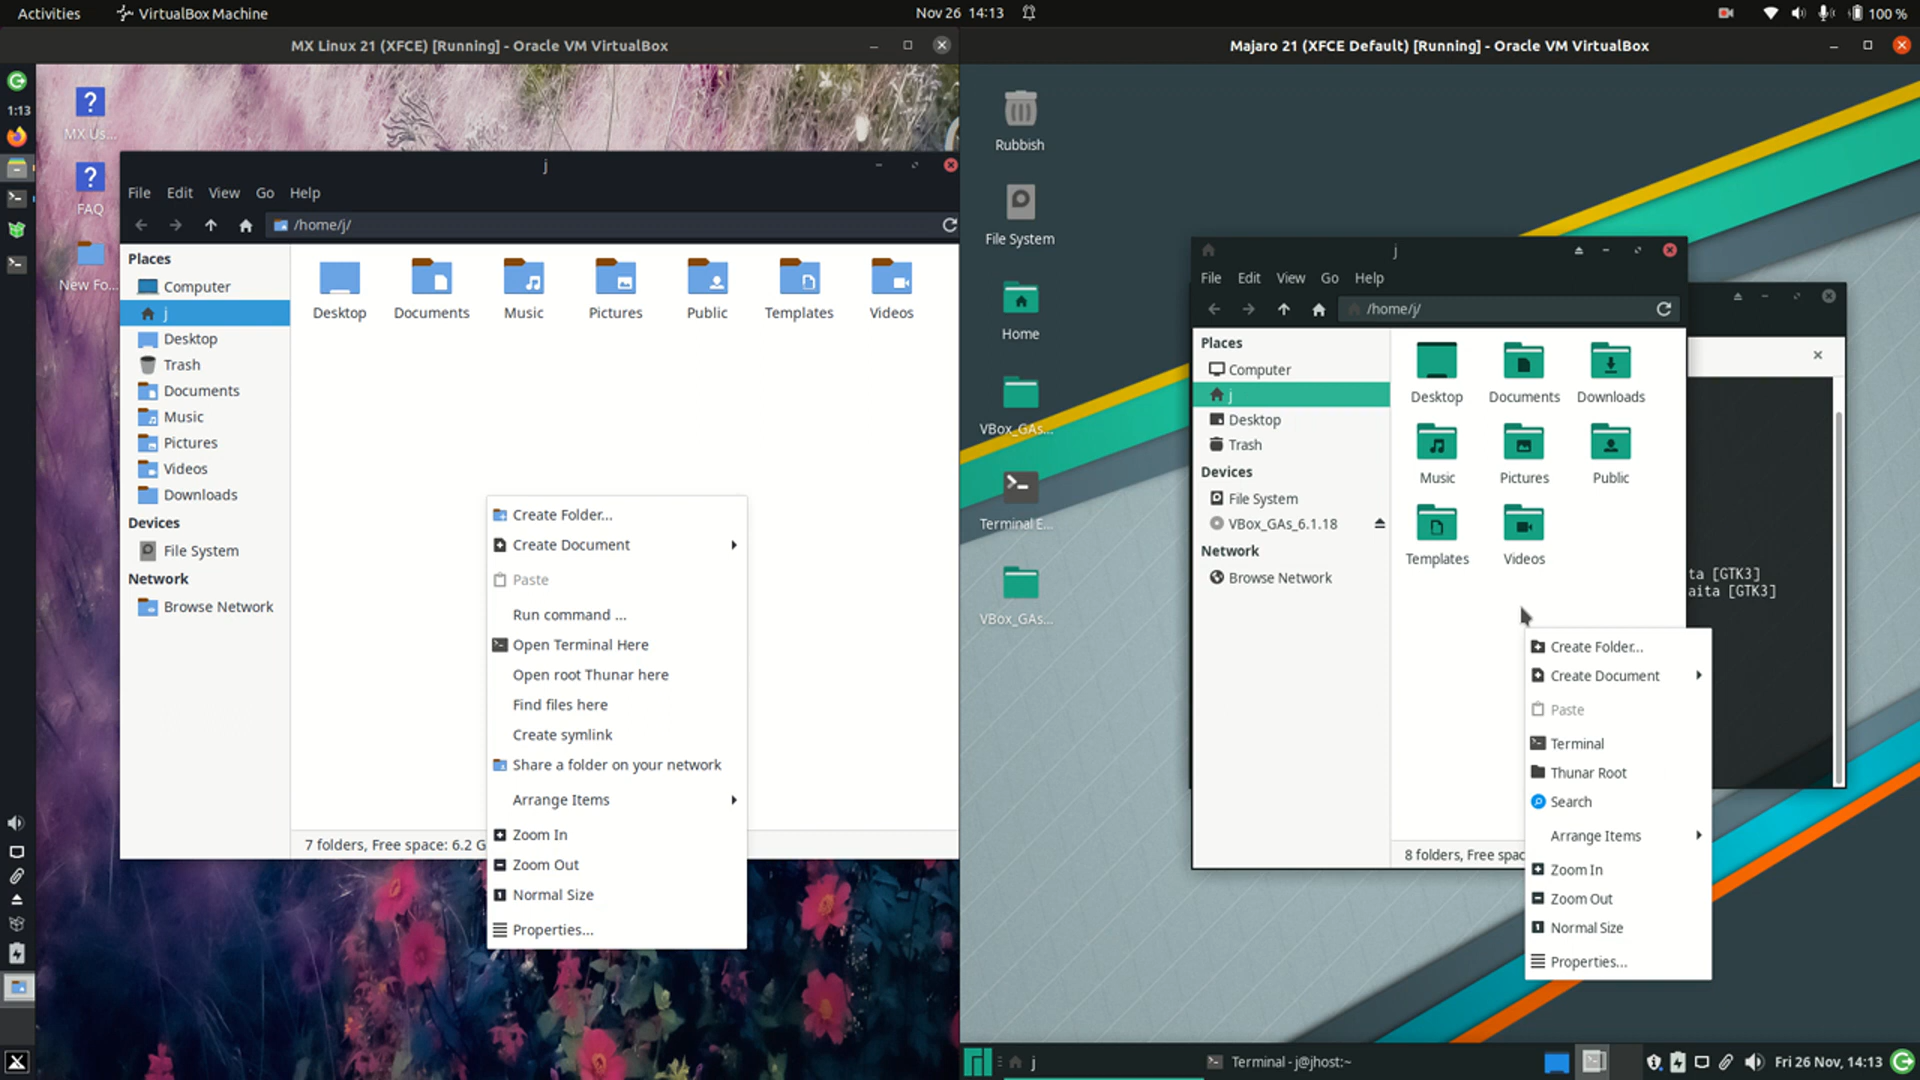 Activities
VirtualBox Machine
Nov 26 14:13
100 %
MX Linux 21 (XFCE) [Running] - Oracle VM VirtualBox
1:13
MX Us...
FAQ
New Fo...
j
File Edit View Go Help
/home/j/
Places
Computer
j
Desktop
Trash
Documents
Music
Pictures
Videos
Downloads
Devices
File System
Network
Browse Network
Desktop Documents Music Pictures Public Templates Videos
7 folders, Free space: 6.2 G
Create Folder...
Create Document
Paste
Run command ...
Open Terminal Here
Open root Thunar here
Find files here
Create symlink
Share a folder on your network
Arrange Items
Zoom In
Zoom Out
Normal Size
Properties...
Majaro 21 (XFCE Default) [Running] - Oracle VM VirtualBox
Rubbish
File System
Home
VBox_GAs...
Terminal E...
VBox_GAs...
j
File Edit View Go Help
/home/j/
Places
Computer
j
Desktop
Trash
Devices
File System
VBox_GAs_6.1.18
Network
Browse Network
Desktop Documents Downloads
Music Pictures Public
Templates Videos
8 folders, Free spac
ta [GTK3]
aita [GTK3]
Create Folder...
Create Document
Paste
Terminal
Thunar Root
Search
Arrange Items
Zoom In
Zoom Out
Normal Size
Properties...
j
Terminal - j@jhost:~
Fri 26 Nov, 14:13